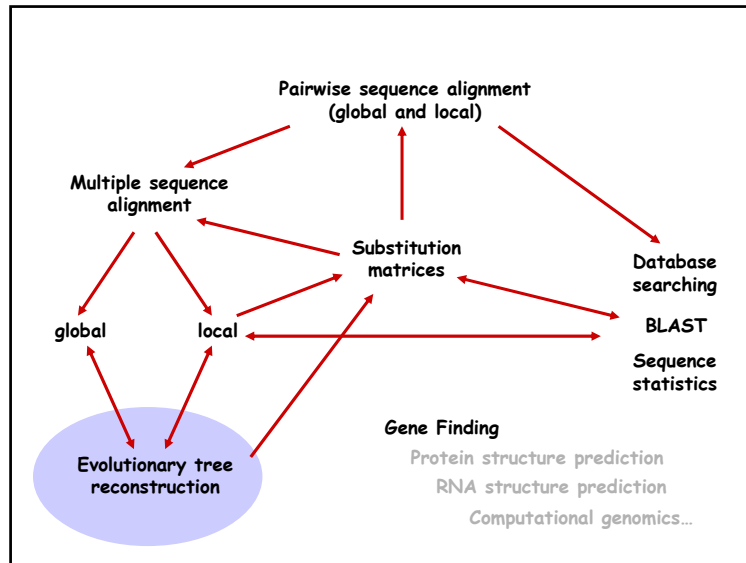 Pairwise sequence alignment
(global and local)
Multiple sequence
alignment
Substitution
matrices
Database
searching
global
local
BLAST
Sequence
statistics
Gene Finding
Protein structure prediction
RNA structure prediction
Computational genomics…
Evolutionary tree
reconstruction